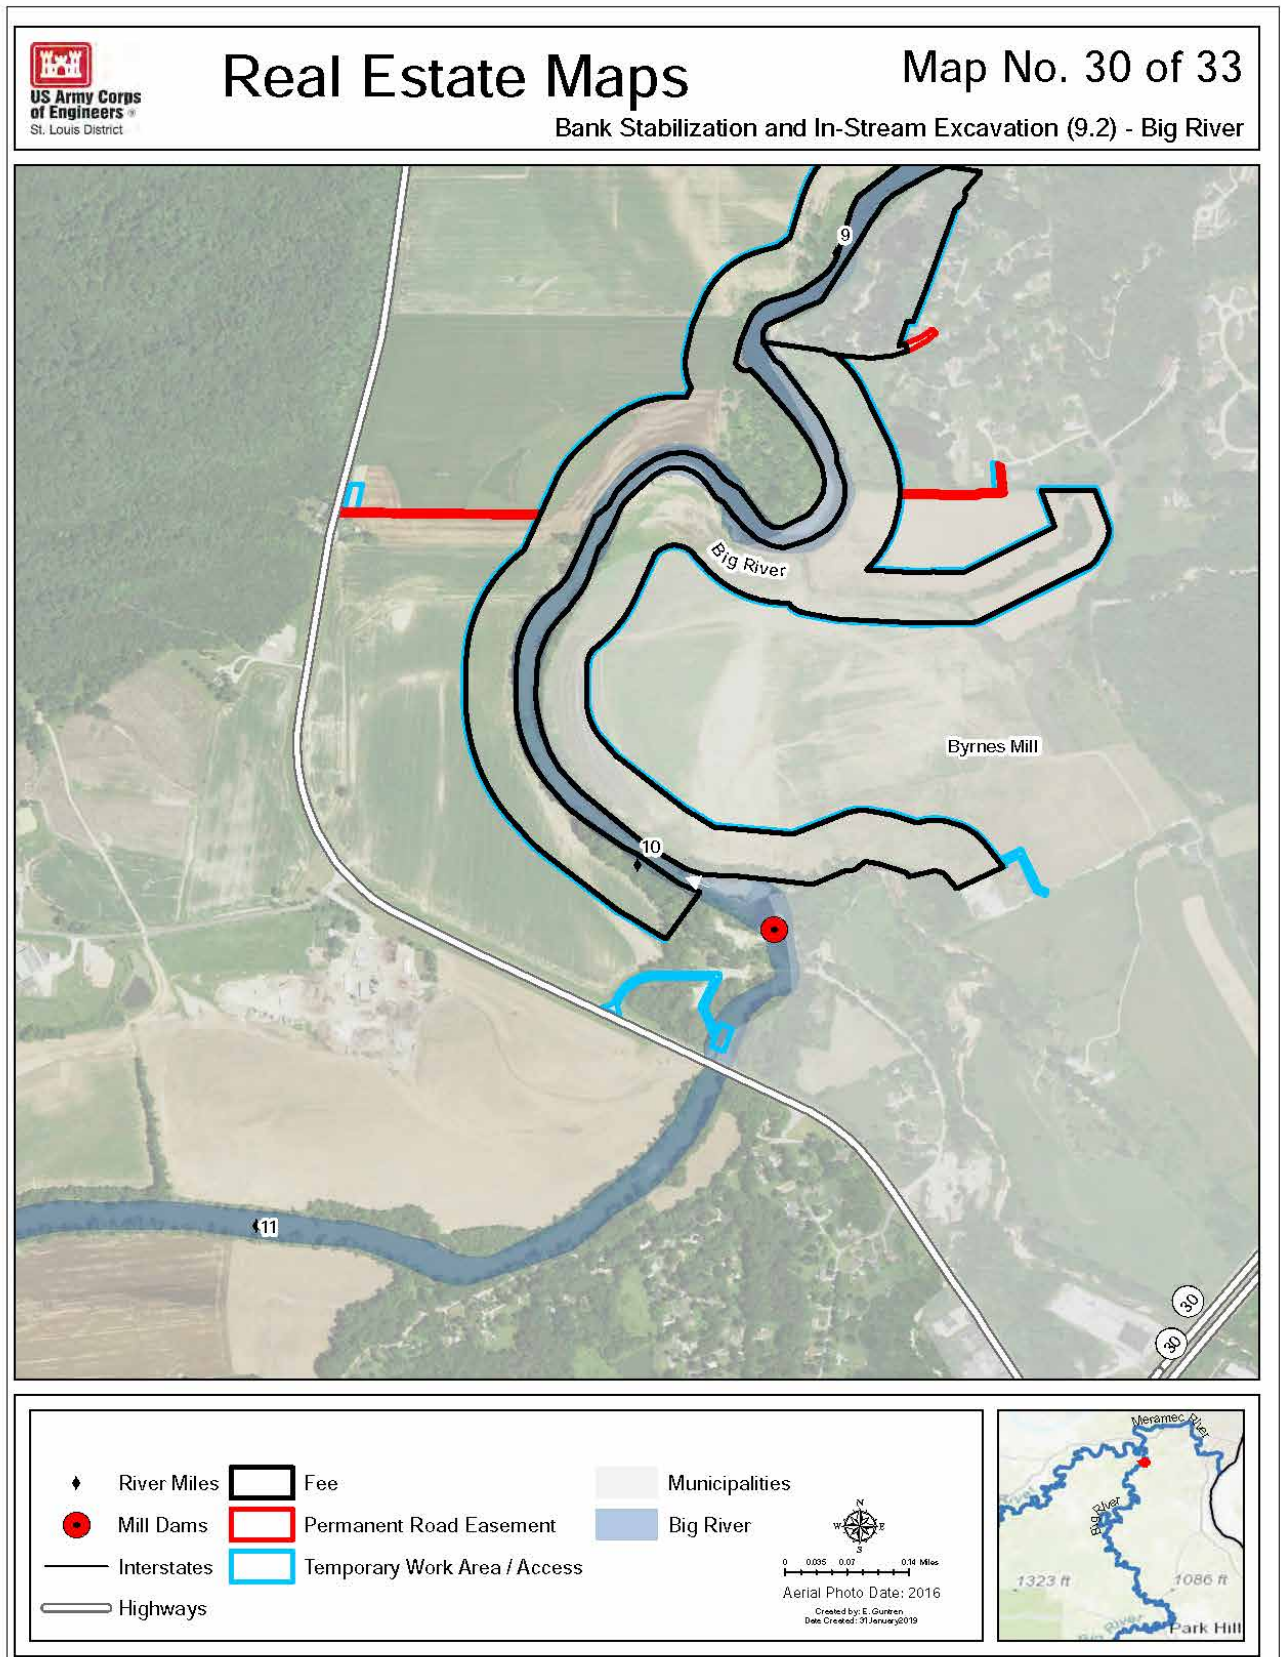 US Army Corps
of Engineers ®
St. Louis District
Real Estate Maps
Map No. 30 of 33
Bank Stabilization and In-Stream Excavation (9.2) - Big River
9
Big River
Byrnes Mill
10
11
30
30
River Miles
Fee
Municipalities
Mill Dams
Permanent Road Easement
Big River
Interstates
Temporary Work Area / Access
Highways
N
W E
S
0 0.035 0.07 0.14 Miles
Aerial Photo Date: 2016
Created by: E. Guntren
Date Created: 31January2019
Meramec River
Big River
1323 ft
1086 ft
Big River
Park Hill